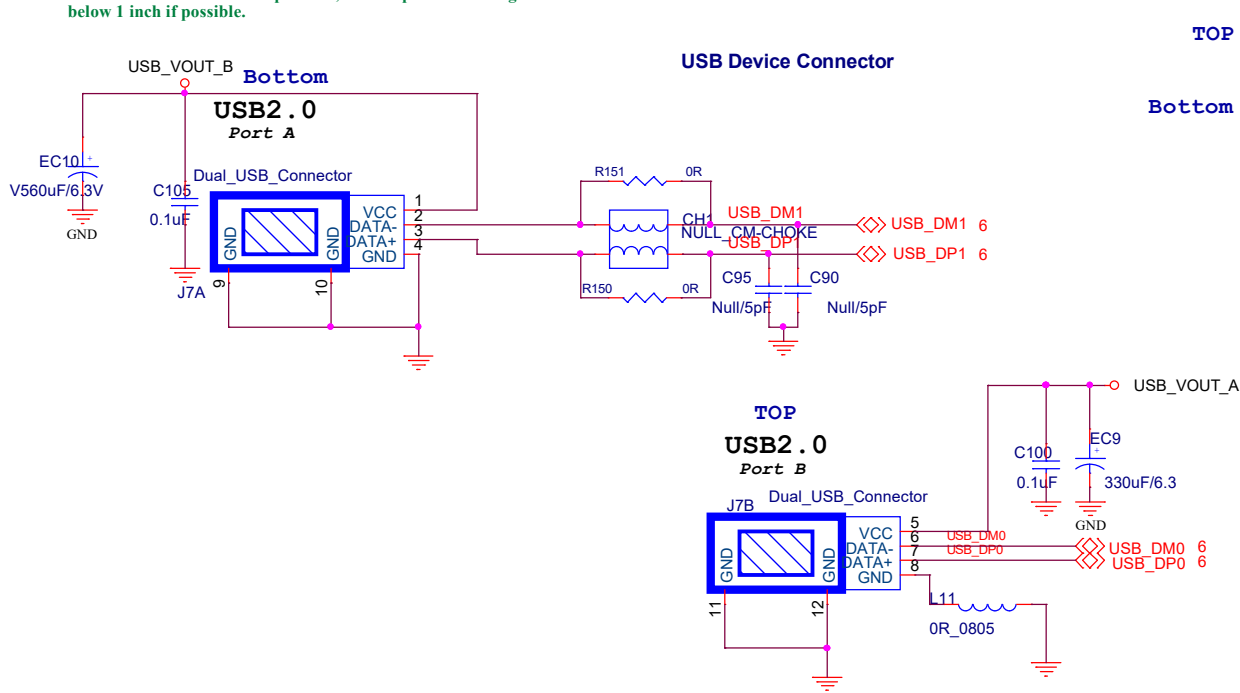 below 1 inch if possible.
TOP
USB Device Connector
USB_VOUT_B
Bottom
Bottom
USB2.0
Port A
EC10
+
V560uF/6.3V
GND
C105
0.1uF
Dual_USB_Connector
GND
GND
VCC
DATA-
DATA+
GND
1
2
3
4
9
10
J7A
R151
0R
CH1
NULL_CM-CHOKE
USB_DM1
USB_DP1
USB_DM1 6
USB_DP1 6
R150
0R
C95
C90
Null/5pF
Null/5pF
USB_VOUT_A
TOP
USB2.0
Port B
C100
0.1uF
EC9
+
330uF/6.3
GND
Dual_USB_Connector
J7B
GND
GND
VCC
DATA-
DATA+
GND
5
6
7
8
USB_DM0
USB_DP0
USB_DM0 6
USB_DP0 6
11
12
L11
0R_0805